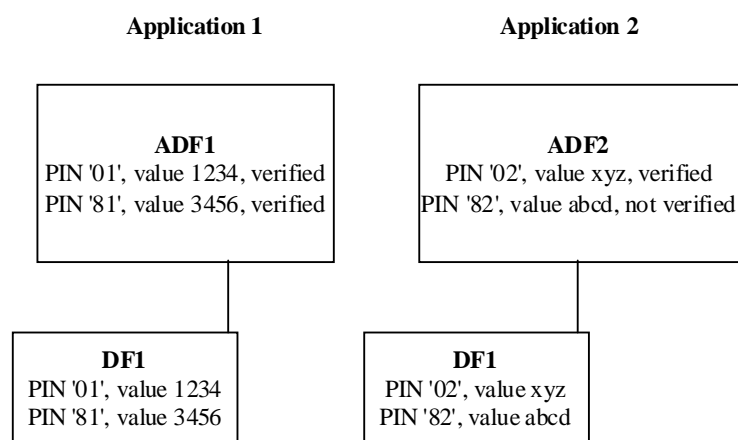 Application 1
Application 2
ADF1
PIN '01', value 1234, verified
PIN '81', value 3456, verified
ADF2
PIN '02', value xyz, verified
PIN '82', value abcd, not verified
DF1
PIN '01', value 1234
PIN '81', value 3456
DF1
PIN '02', value xyz
PIN '82', value abcd